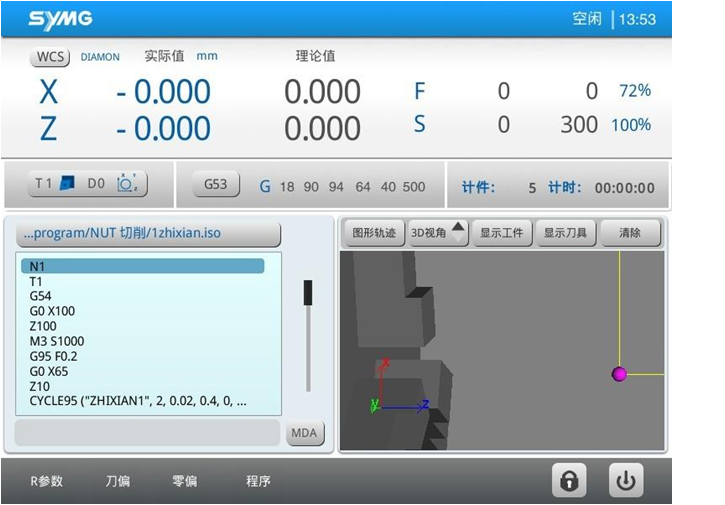 SYMG 空闲 13:53
WCS DIAMON 实际值 mm 理论值
X - 0.000 0.000 F 0 0 72%
Z - 0.000 0.000 S 0 300 100%
T1 D0 G53 G 18 90 94 64 40 500 计件: 5 计时: 00:00:00
...program/NUT 切削/1zhixian.iso
图形轨迹 3D视角 显示工件 显示刀具 清除
N1
T1
G54
G0 X100
Z100
M3 S1000
G95 F0.2
G0 X65
Z10
CYCLE95 ("ZHIXIAN1", 2, 0.02, 0.4, 0, ...
X
Y Z
MDA
R参数 刀偏 零偏 程序